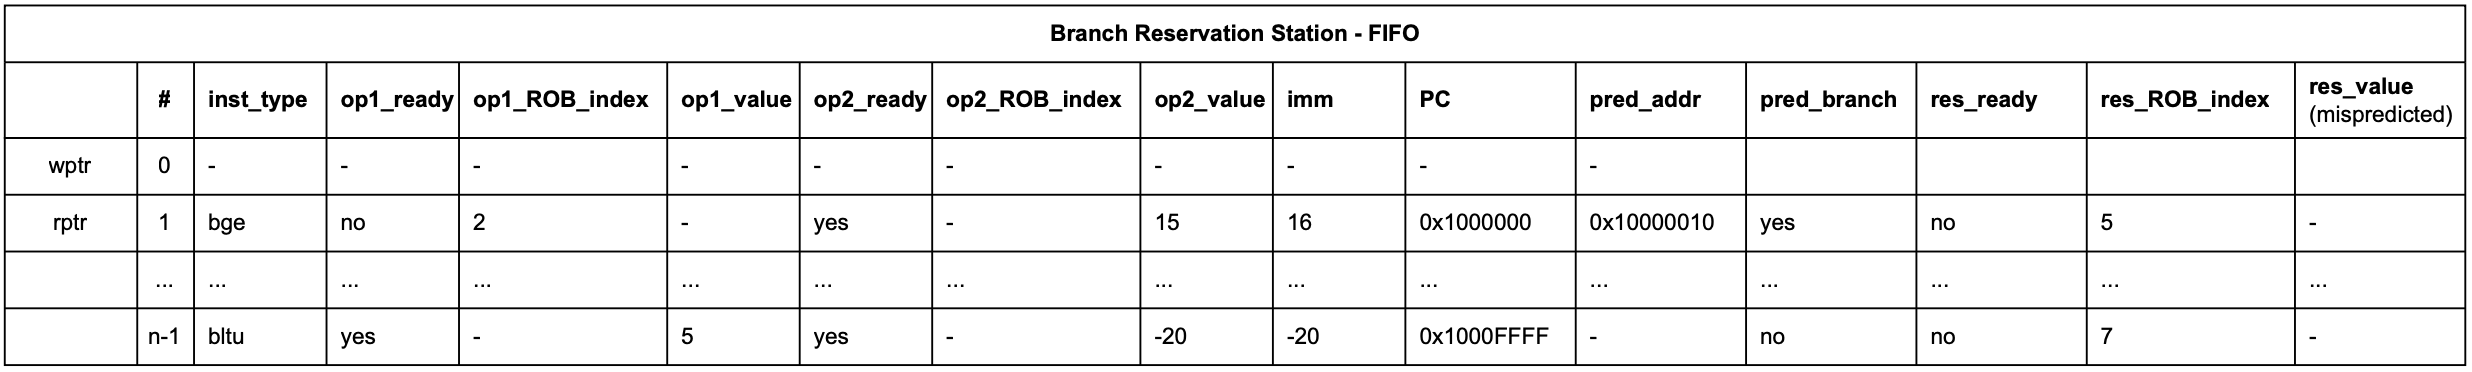 Branch Reservation Station - FIFO
# inst_type op1_ready op1_ROB_index op1_value op2_ready op2_ROB_index op2_value imm PC pred_addr pred_branch res_ready res_ROB_index res_value (mispredicted)
wptr 0 - - - - - - - - - -
rptr 1 bge no 2 - yes - 15 16 0x1000000 0x10000010 yes no 5 -
... ... ... ... ... ... ... ... ... ... ... ... ... ... ...
n-1 bltu yes - 5 yes - -20 -20 0x1000FFFF - no no 7 -